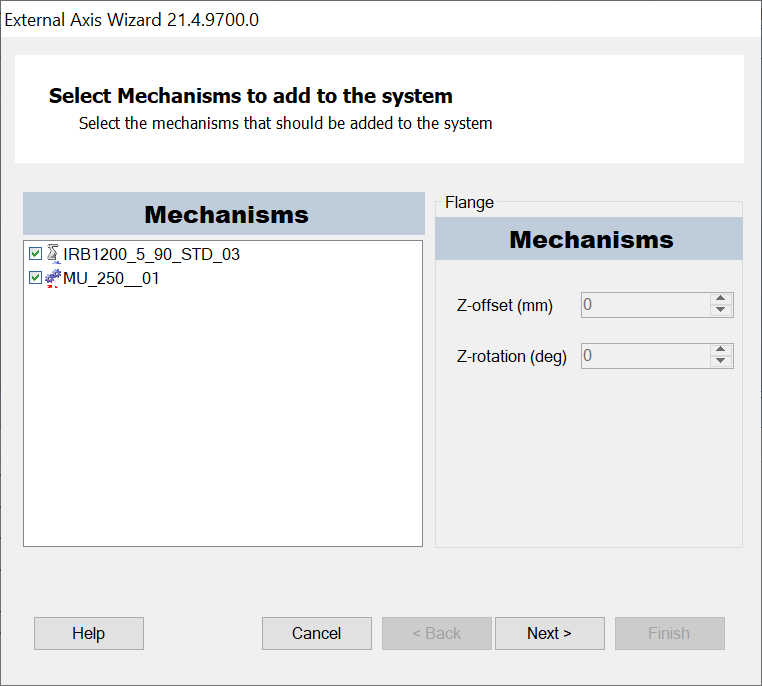 External Axis Wizard 21.4.9700.0
Select Mechanisms to add to the system
Select the mechanisms that should be added to the system
Mechanisms
IRB1200_5_90_STD_03
MU_250__01
Flange
Mechanisms
Z-offset (mm) 0
Z-rotation (deg) 0
Help Cancel < Back Next > Finish